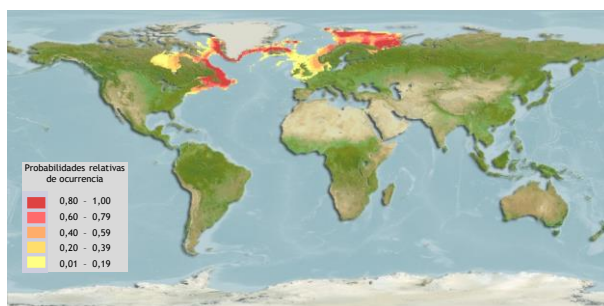 Probabilidades relativas
de ocurrencia
0,80 - 1,00
0,60 - 0,79
0,40 - 0,59
0,20 - 0,39
0,01 - 0,19